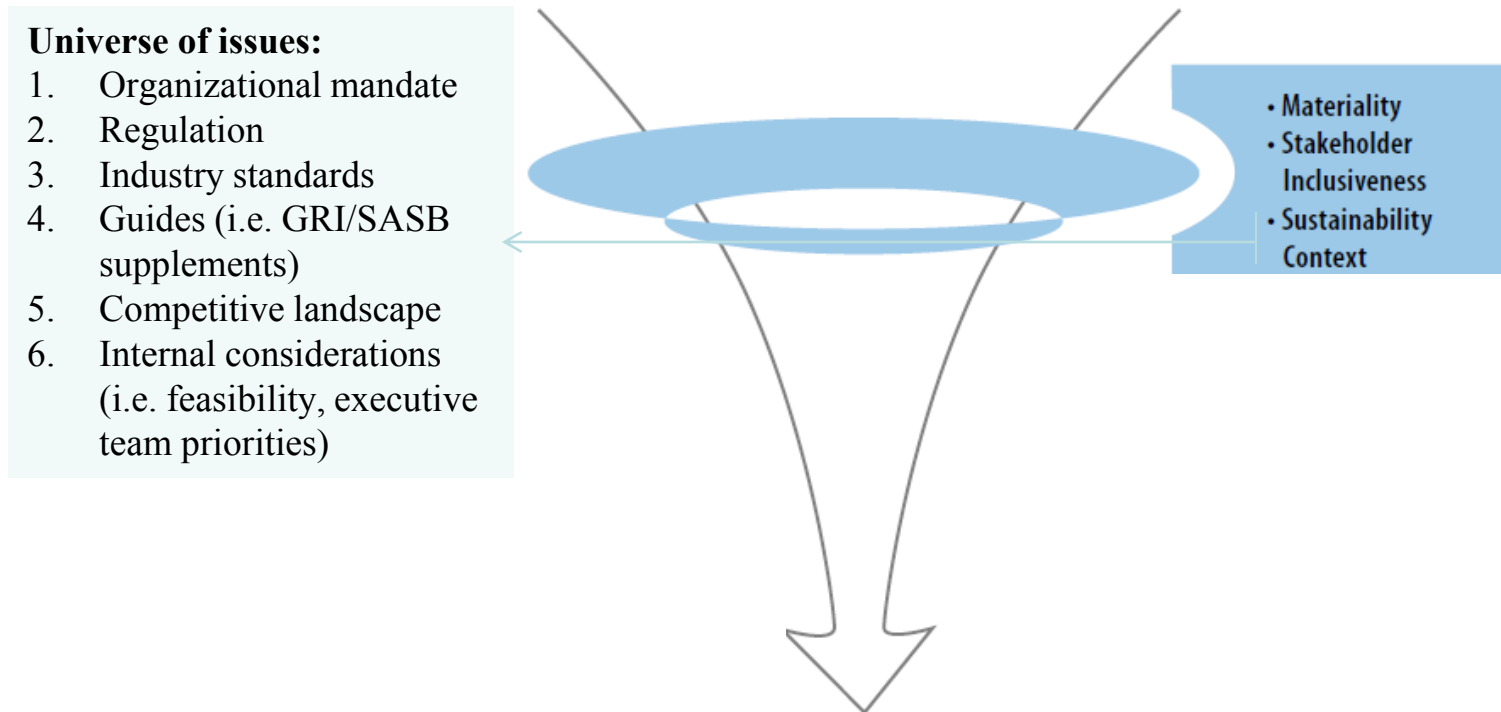 Universe of issues:
1. Organizational mandate
2. Regulation
3. Industry standards
4. Guides (i.e. GRI/SASB
supplements)
5. Competitive landscape
6. Internal considerations
(i.e. feasibility, executive
team priorities)
• Materiality
• Stakeholder
Inclusiveness
• Sustainability
Context